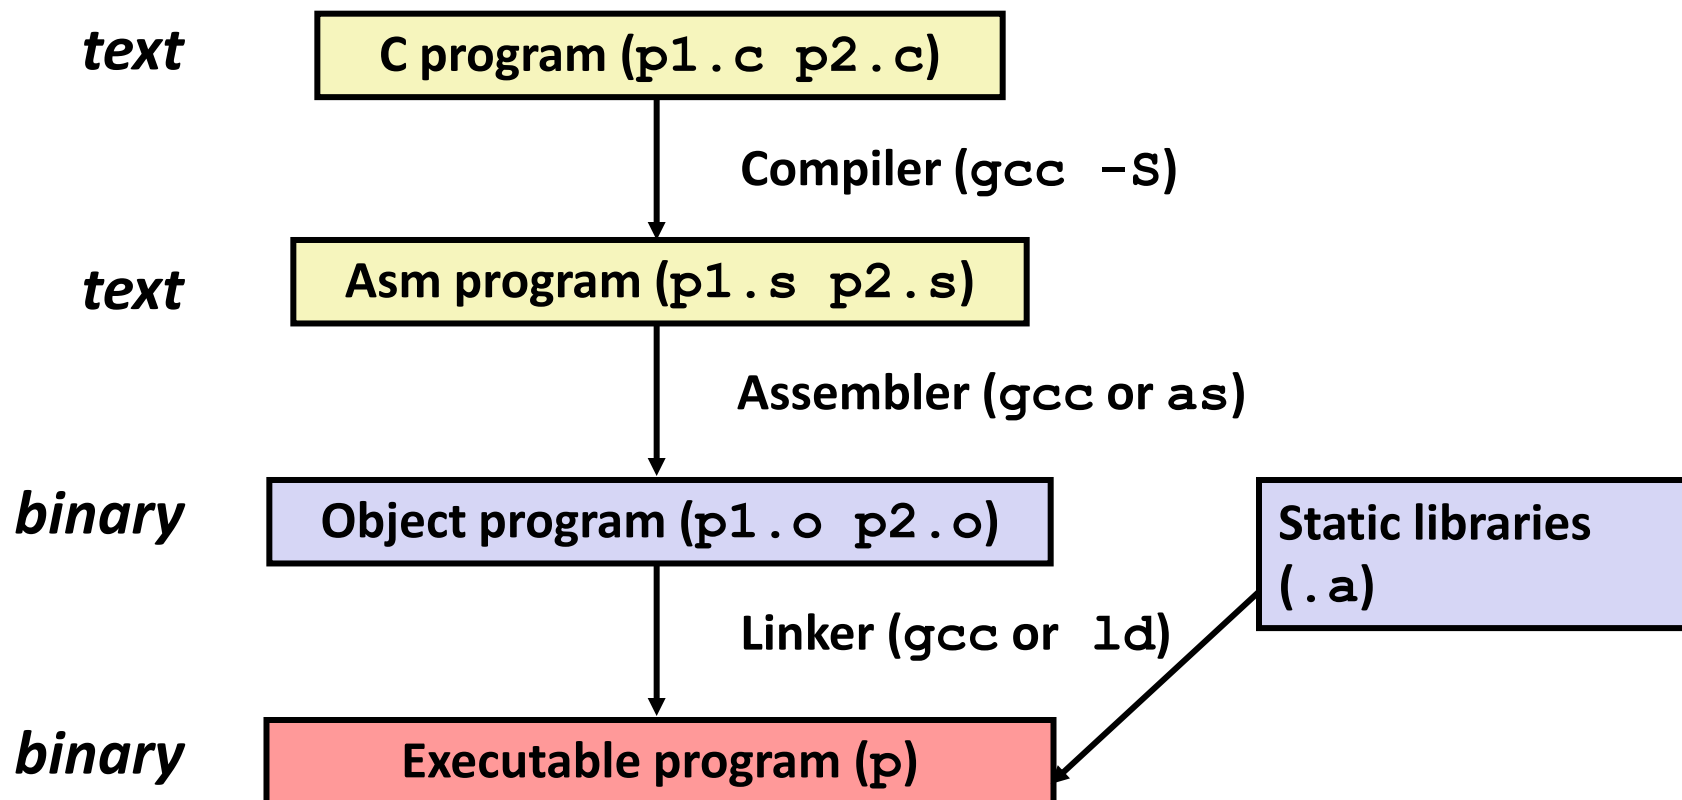 text
C program (p1.c p2.c)
Compiler (gcc -S)
text
Asm program (p1.s p2.s)
Assembler (gcc or as)
binary
Object program (p1.o p2.o)
Static libraries
(.a)
Linker (gcc or ld)
binary
Executable program (p)